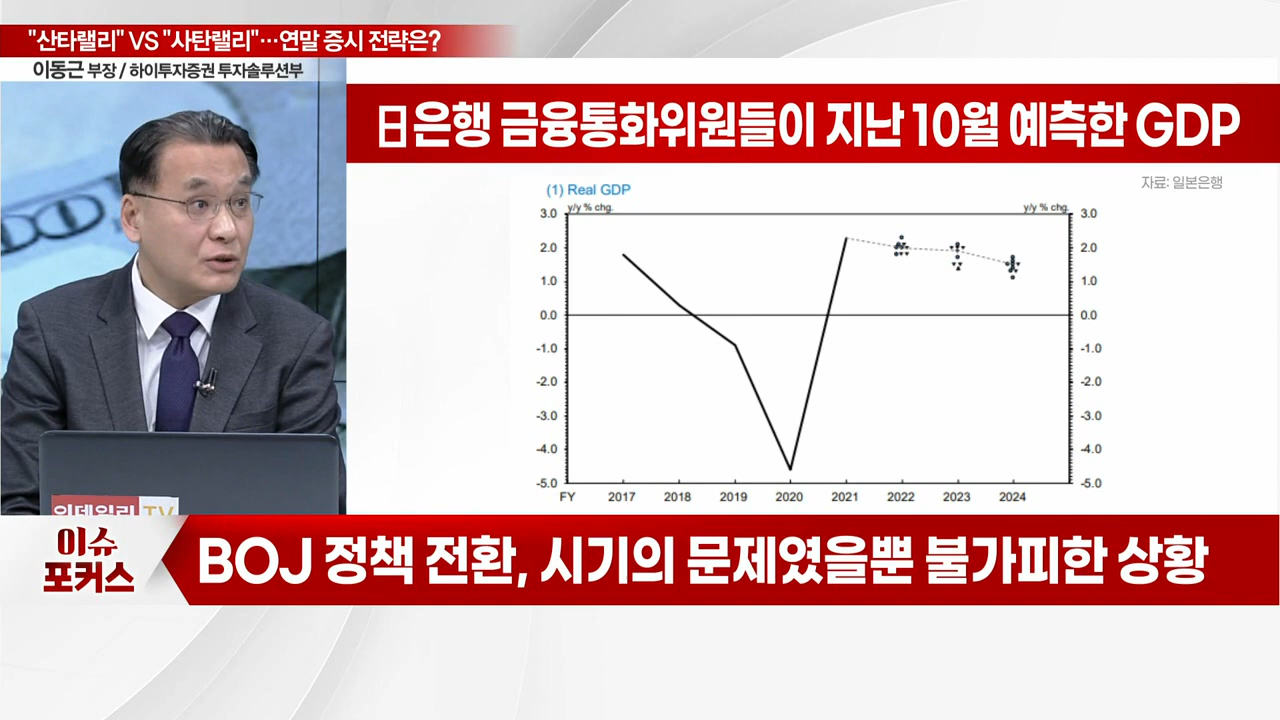 "산타랠리" VS "사탄랠리"…연말 증시 전략은?
이동근 부장 / 하이투자증권 투자솔루션부
日은행 금융통화위원들이 지난 10월 예측한 GDP
자료: 일본은행
(1) Real GDP
y/y % chg. y/y % chg.
3.0 3.0
2.0 2.0
1.0 1.0
0.0 0.0
-1.0 -1.0
-2.0 -2.0
-3.0 -3.0
-4.0 -4.0
-5.0 -5.0
FY 2017 2018 2019 2020 2021 2022 2023 2024
이데일리 TV
이슈
포커스
BOJ 정책 전환, 시기의 문제였을뿐 불가피한 상황